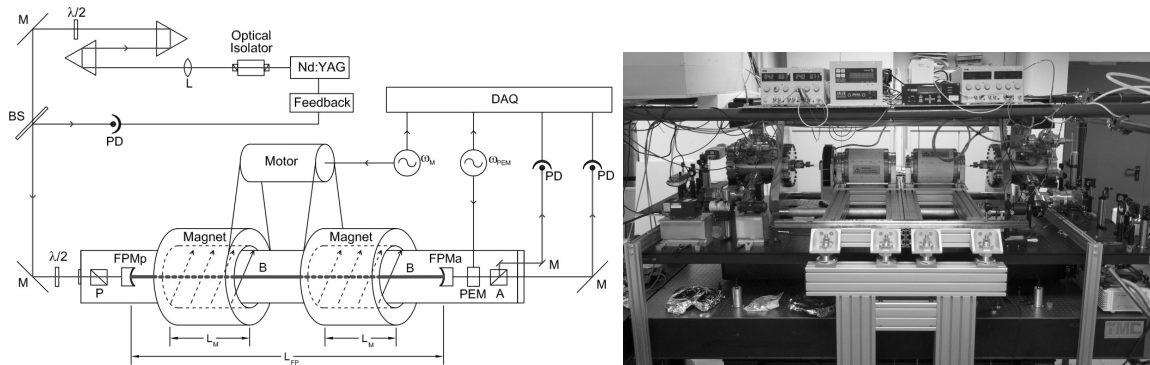 M
λ/2
Optical
Isolator
Nd:YAG
L
Feedback
DAQ
BS
PD
Motor
ω_M
ω_PEM
PD
PD
Magnet
Magnet
λ/2
FPMp
B
B
FPMa
M
M
P
PEM
A
M
L_M
L_M
L_FP
TMC